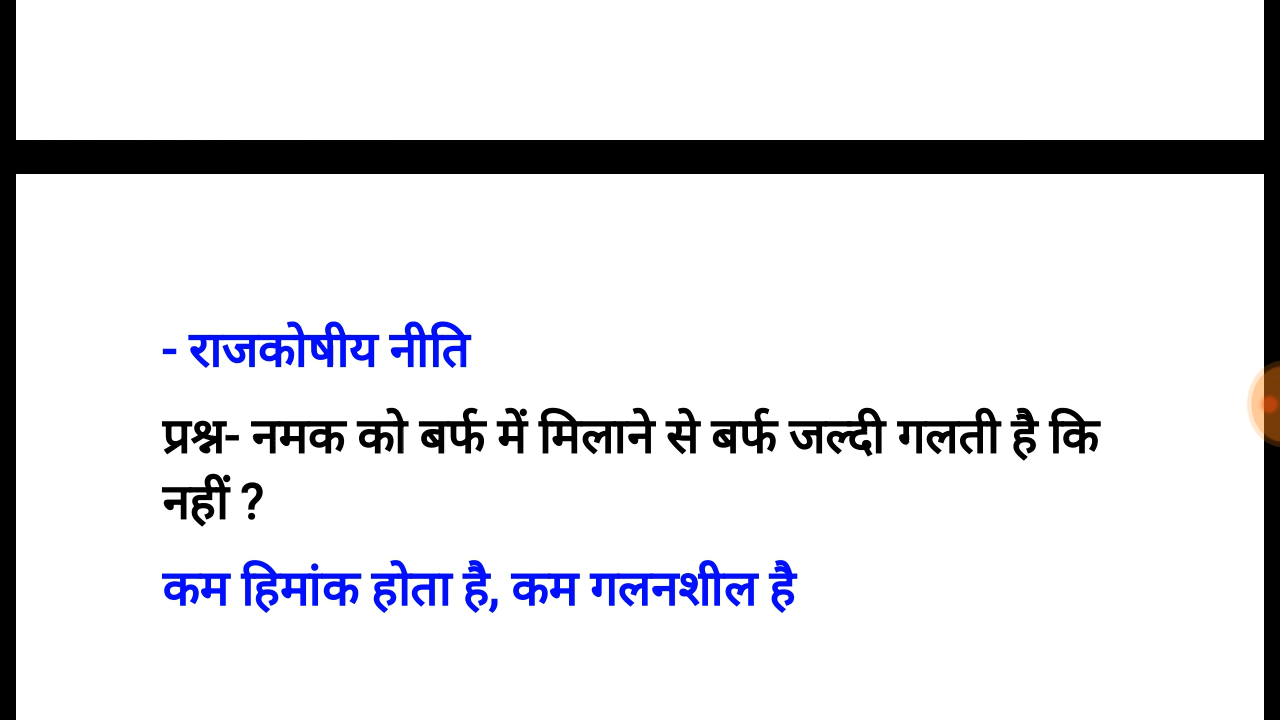 - राजकोषीय नीति
प्रश्न- नमक को बर्फ में मिलाने से बर्फ जल्दी गलती है कि
नहीं ?
कम हिमांक होता है, कम गलनशील है